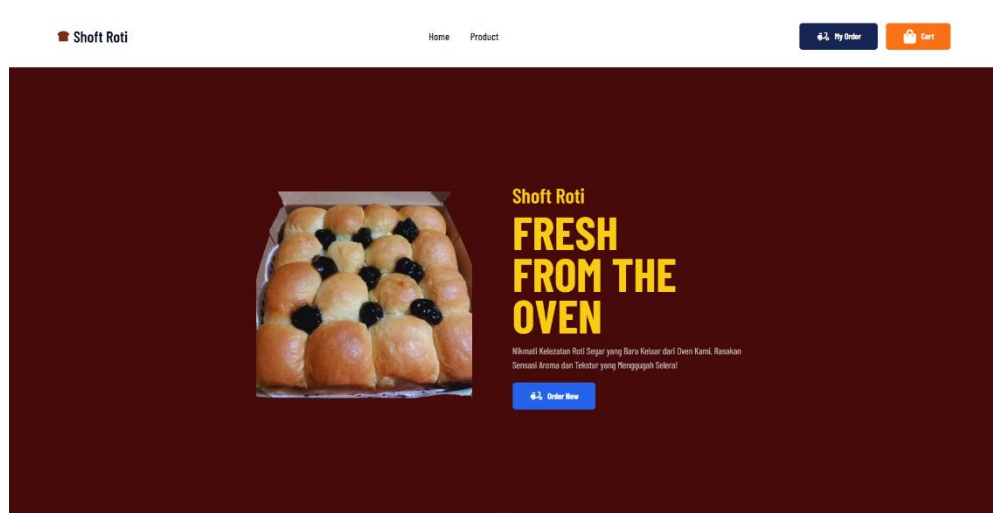 Shoft Roti
Home
Product
My Order
Cart
Shoft Roti
FRESH
FROM THE
OVEN
Nikmati Kelezatan Roti Segar yang Baru Keluar dari Oven Kami. Rasakan
Sensasi Aroma dan Tekstur yang Menggugah Selera!
Order Now